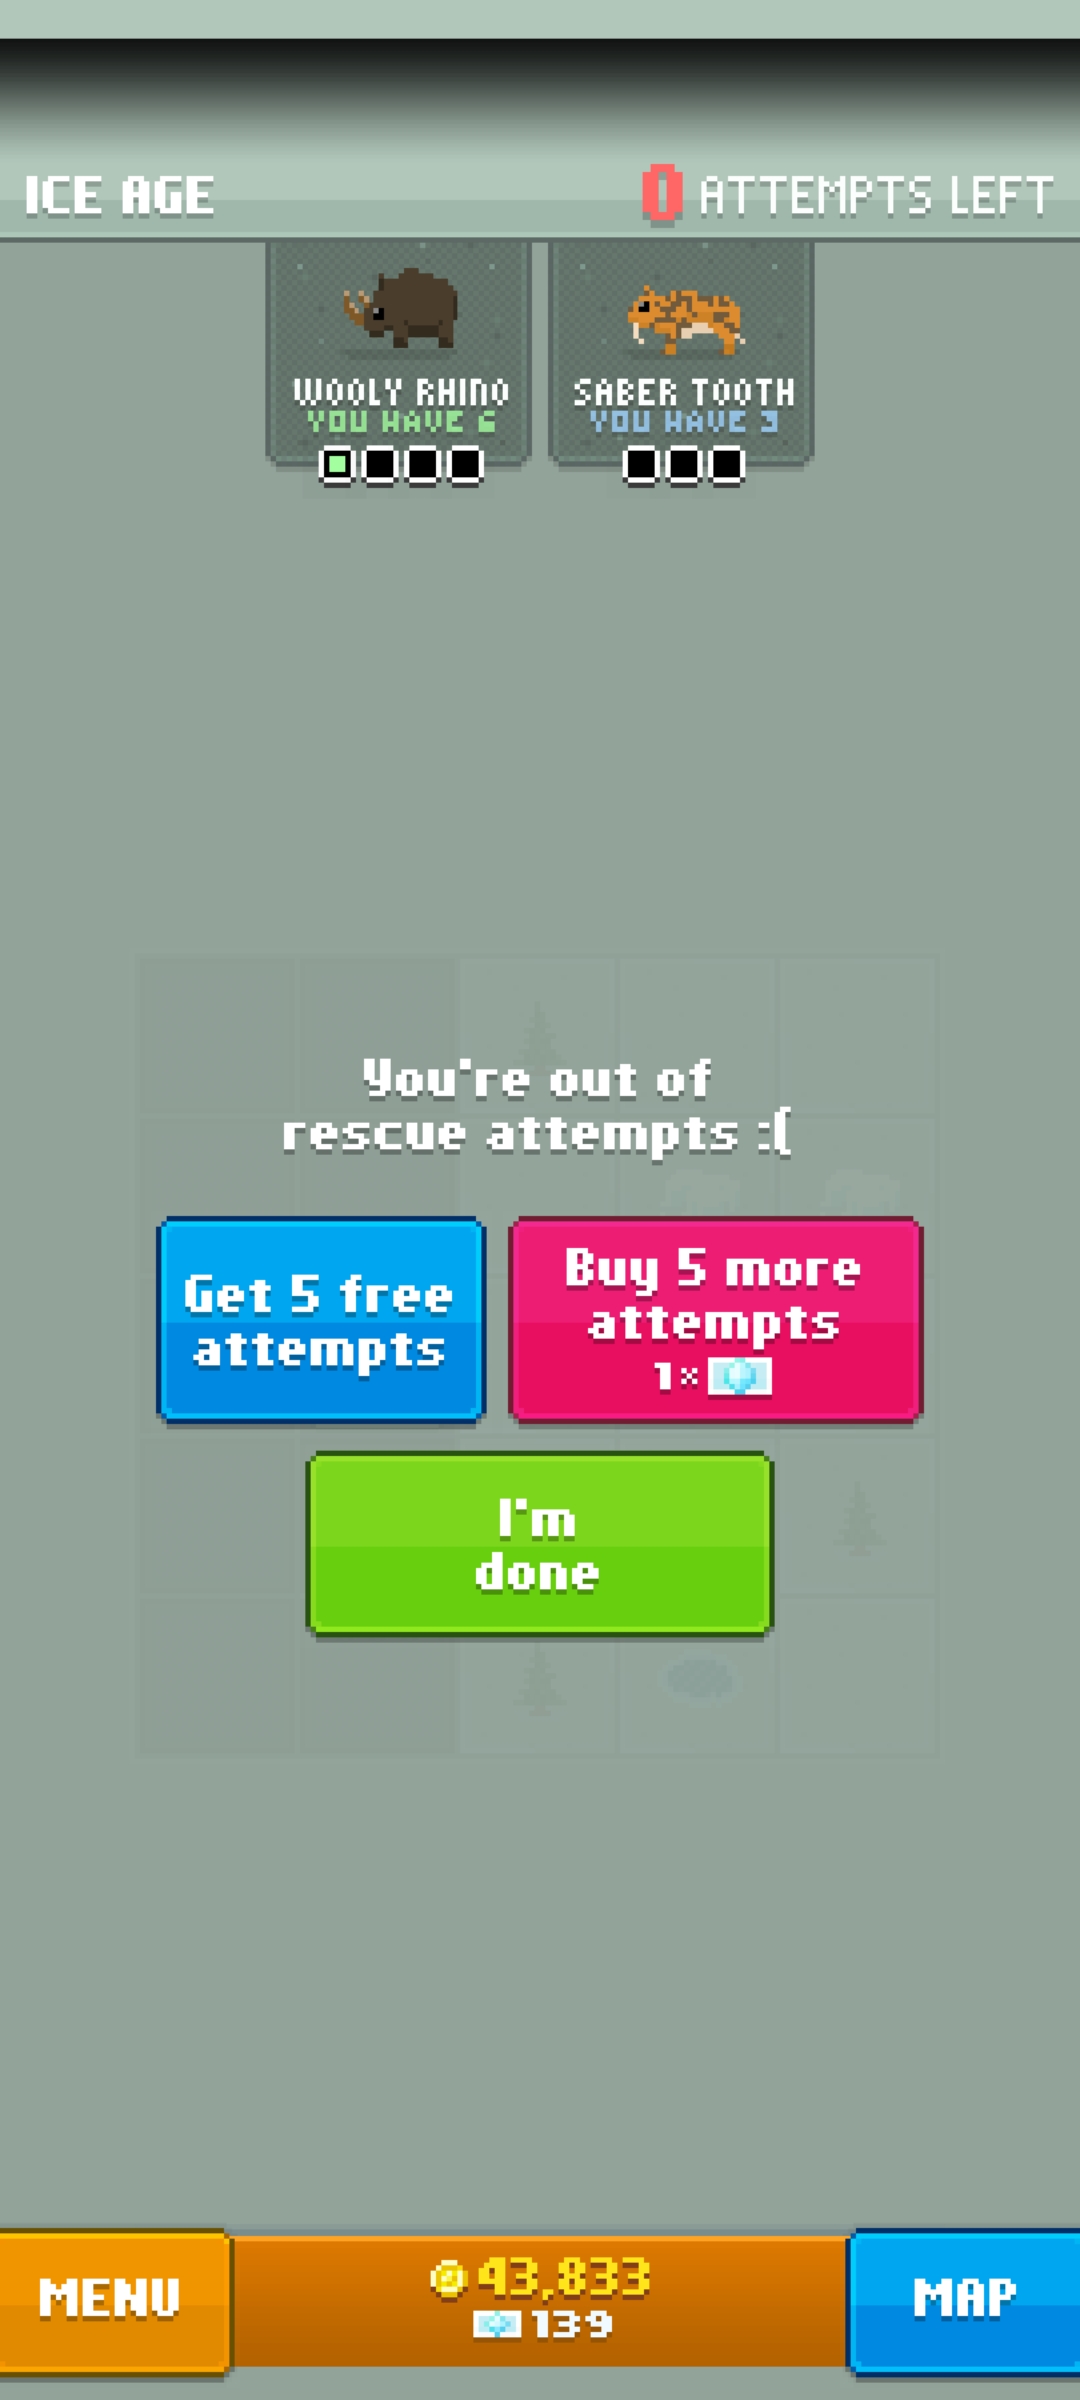 ICE AGE
0 ATTEMPTS LEFT
WOOLY RHINO
YOU HAVE 6
SABER TOOTH
YOU HAVE 3
You're out of
rescue attempts :(
Get 5 free
attempts
Buy 5 more
attempts
1×
I'm
done
MENU
43,833
139
MAP